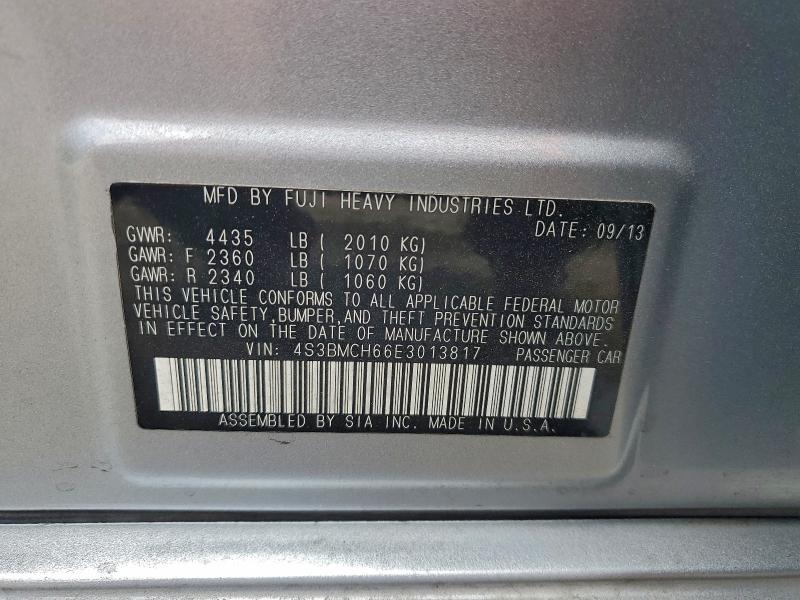 MFD BY FUJI HEAVY INDUSTRIES LTD.
DATE: 09/13
GVWR: 4435 LB ( 2010 KG)
GAWR: F 2360 LB ( 1070 KG)
GAWR: R 2340 LB ( 1060 KG)
THIS VEHICLE CONFORMS TO ALL APPLICABLE FEDERAL MOTOR
VEHICLE SAFETY,BUMPER,AND THEFT PREVENTION STANDARDS
IN EFFECT ON THE DATE OF MANUFACTURE SHOWN ABOVE.
VIN: 4S3BMCH66E3013817 PASSENGER CAR
ASSEMBLED BY SIA INC. MADE IN U.S.A.